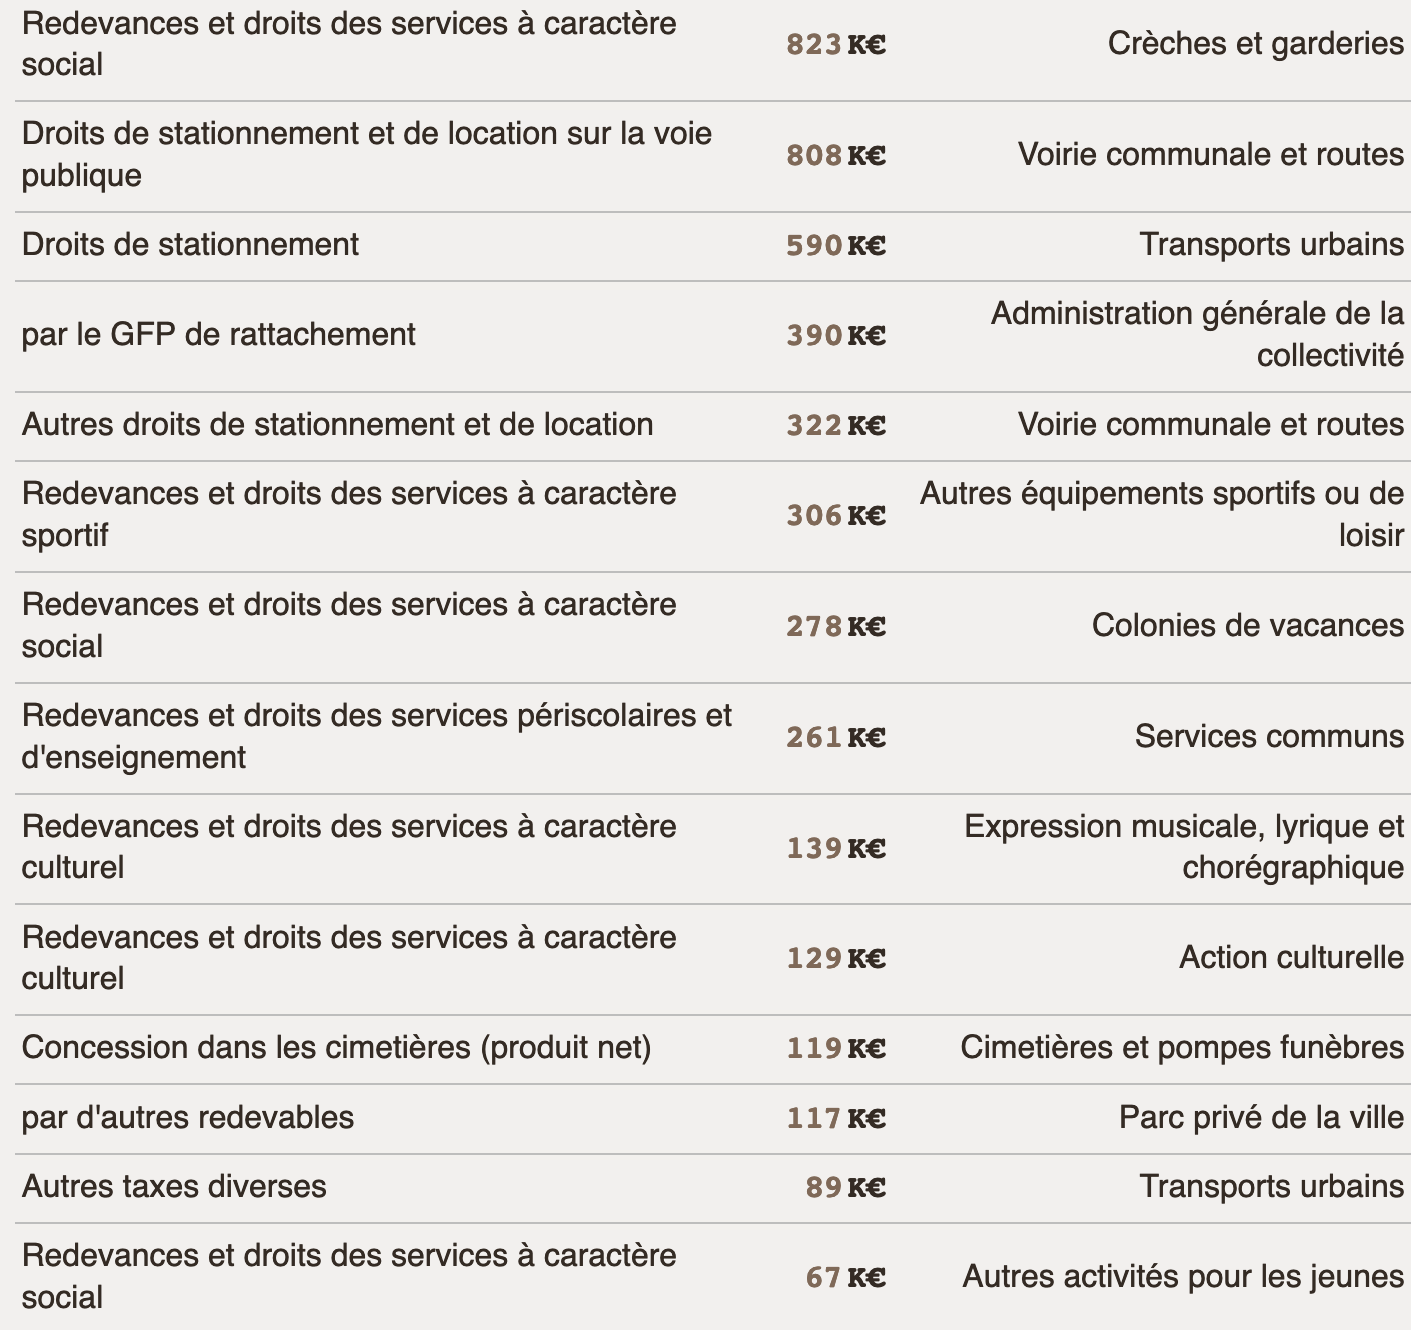 Redevances et droits des services à caractère
social
823 K€
Crèches et garderies
Droits de stationnement et de location sur la voie
publique
808 K€
Voirie communale et routes
Droits de stationnement
590 K€
Transports urbains
par le GFP de rattachement
390 K€
Administration générale de la
collectivité
Autres droits de stationnement et de location
322 K€
Voirie communale et routes
Redevances et droits des services à caractère
sportif
306 K€
Autres équipements sportifs ou de
loisir
Redevances et droits des services à caractère
social
278 K€
Colonies de vacances
Redevances et droits des services périscolaires et
d'enseignement
261 K€
Services communs
Redevances et droits des services à caractère
culturel
139 K€
Expression musicale, lyrique et
chorégraphique
Redevances et droits des services à caractère
culturel
129 K€
Action culturelle
Concession dans les cimetières (produit net)
119 K€
Cimetières et pompes funèbres
par d'autres redevables
117 K€
Parc privé de la ville
Autres taxes diverses
89 K€
Transports urbains
Redevances et droits des services à caractère
social
67 K€
Autres activités pour les jeunes